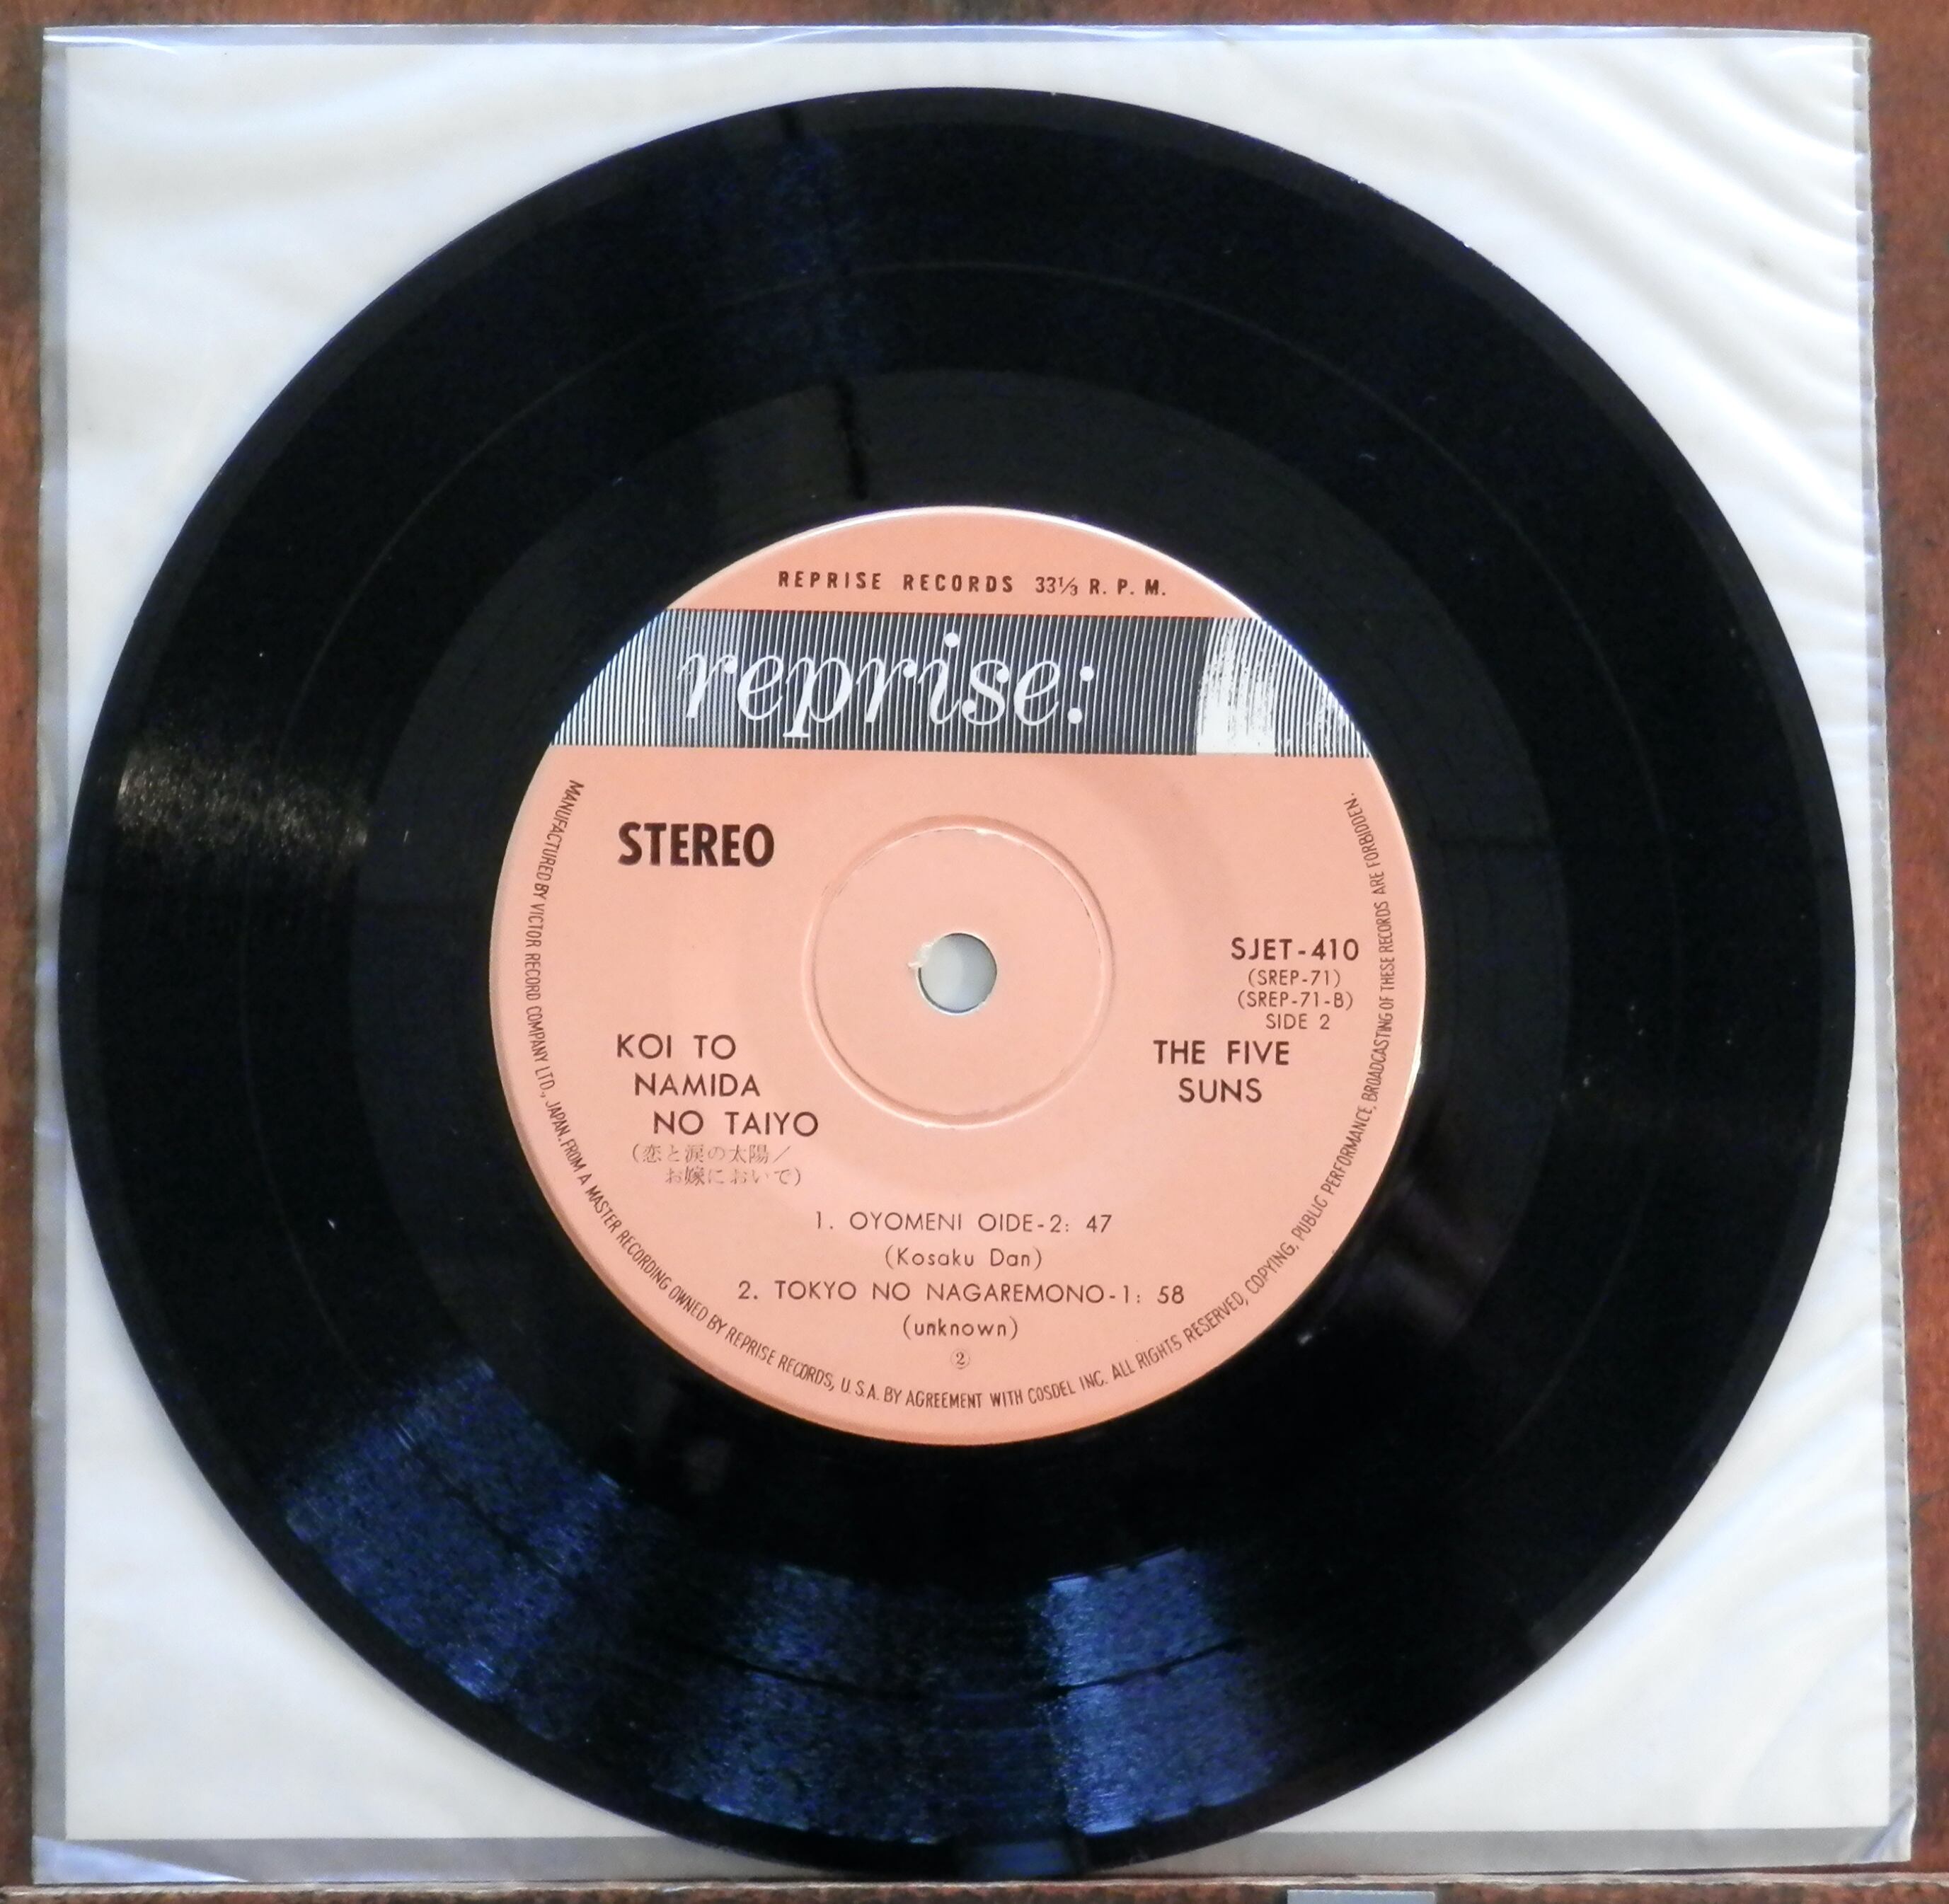 REPRISE RECORDS 33⅓ R. P. M.
reprise:
STEREO
SJET-410
(SREP-71)
(SREP-71-B)
SIDE 2
KOI TO
NAMIDA
NO TAIYO
(恋と涙の太陽/
お嫁においで)
THE FIVE
SUNS
1. OYOMENI OIDE-2: 47
(Kosaku Dan)
2. TOKYO NO NAGAREMONO-1: 58
(unknown)
②
MANUFACTURED BY VICTOR RECORD COMPANY LTD., JAPAN. FROM A MASTER RECORDING OWNED BY REPRISE RECORDS, U.S.A. BY AGREEMENT WITH COSDEL INC. ALL RIGHTS RESERVED, COPYING, PUBLIC PERFORMANCE, BROADCASTING OF THESE RECORDS ARE FORBIDDEN.